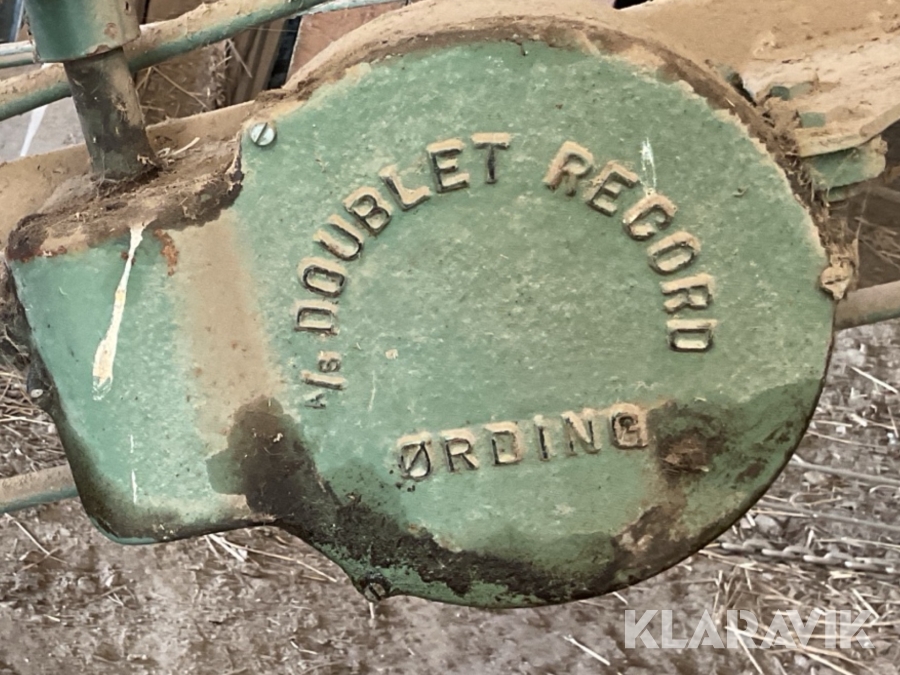 A/S DOUBLET RECORD
ØRDING
KLARAVIK